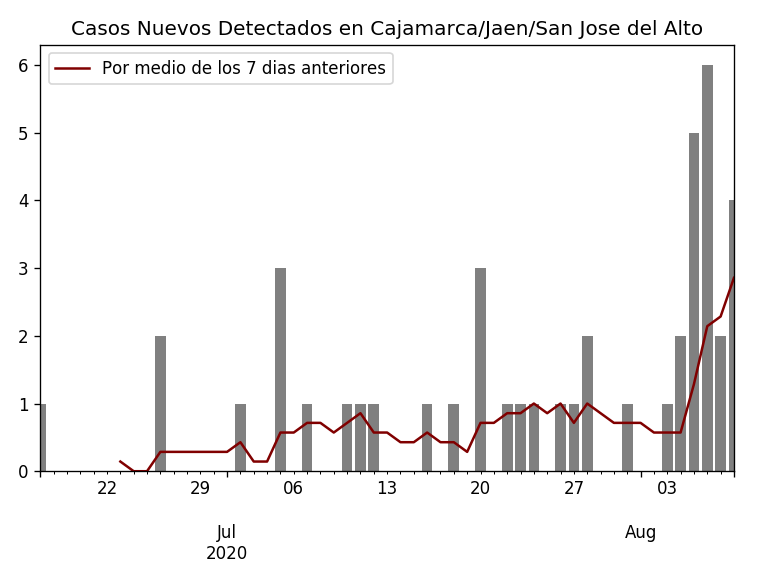 Casos Nuevos Detectados en Cajamarca/Jaen/San Jose del Alto
Por medio de los 7 dias anteriores
6
5
4
3
2
1
0
22 29 06 13 20 27 03
Jul Aug
2020